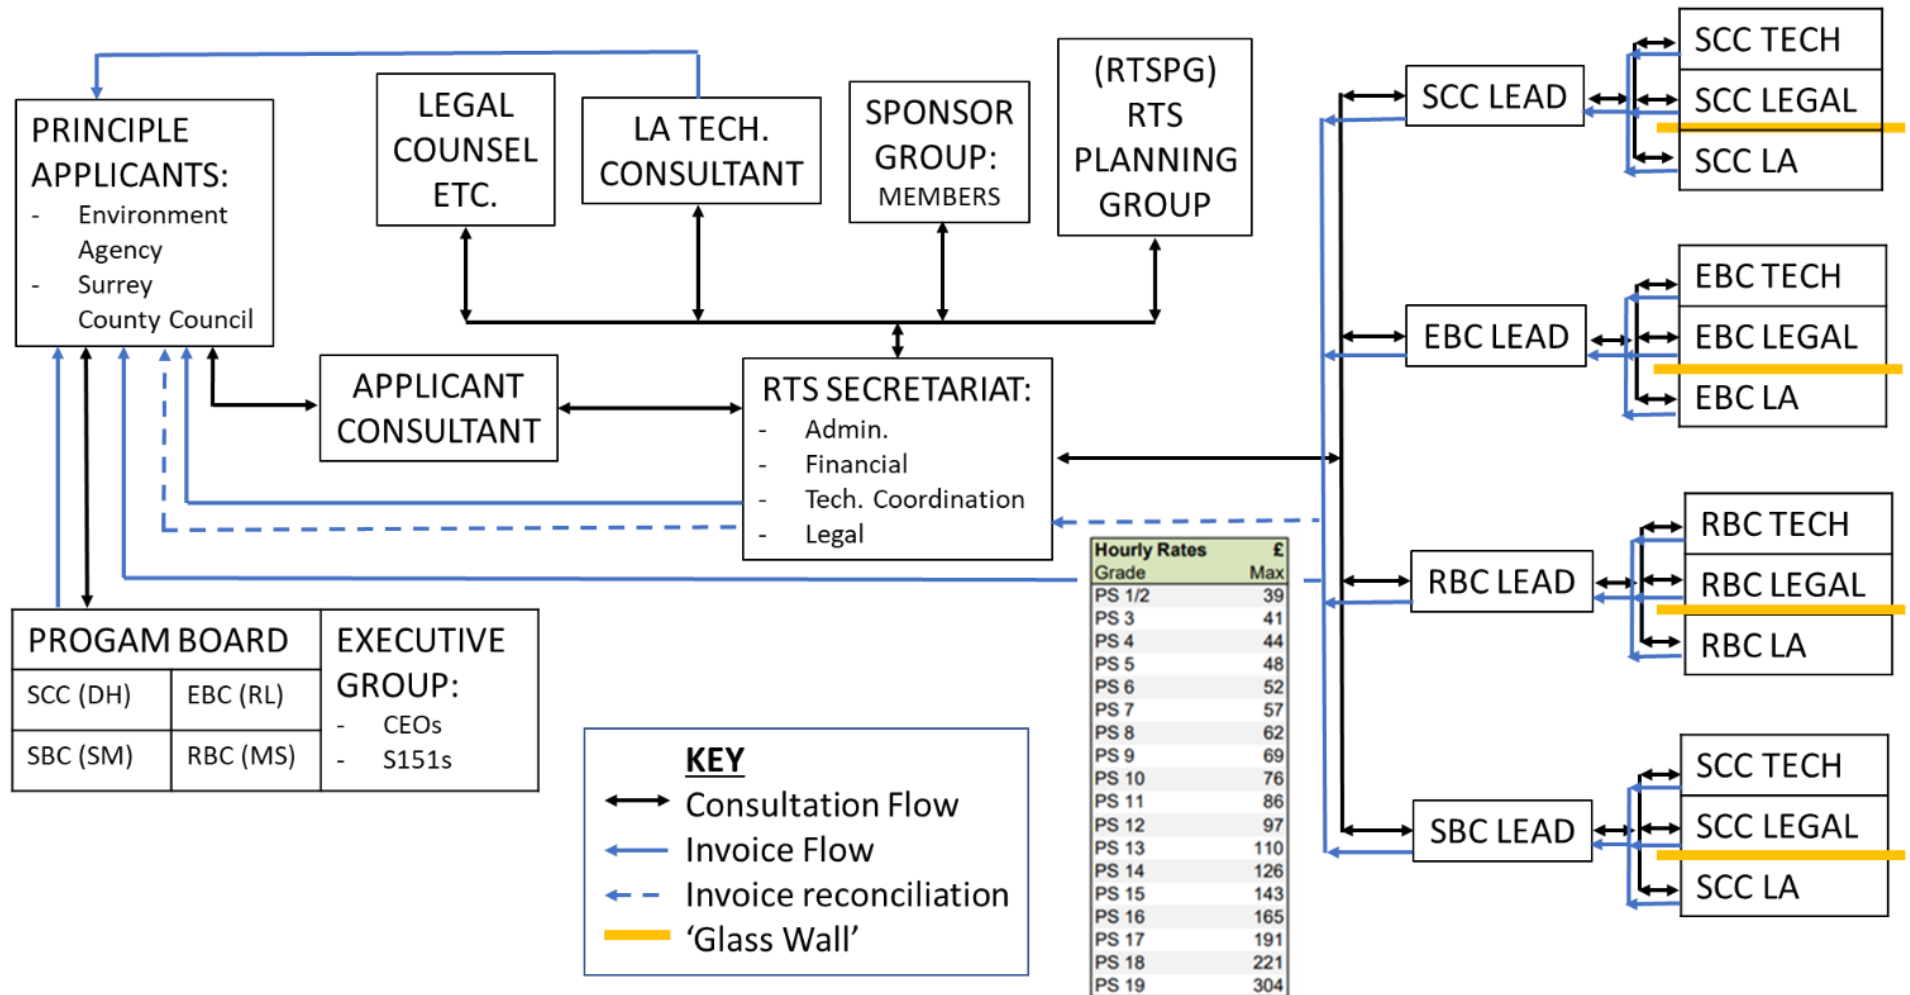 PRINCIPLE
APPLICANTS:
- Environment
Agency
- Surrey
County Council
LEGAL
COUNSEL
ETC.
LA TECH.
CONSULTANT
SPONSOR
GROUP:
MEMBERS
(RTSPG)
RTS
PLANNING
GROUP
APPLICANT
CONSULTANT
RTS SECRETARIAT:
- Admin.
- Financial
- Tech. Coordination
- Legal
PROGAM BOARD
SCC (DH) EBC (RL)
SBC (SM) RBC (MS)
EXECUTIVE
GROUP:
- CEOs
- S151s
KEY
Consultation Flow
Invoice Flow
Invoice reconciliation
‘Glass Wall’
Hourly Rates £
Grade Max
PS 1/2 39
PS 3 41
PS 4 44
PS 5 48
PS 6 52
PS 7 57
PS 8 62
PS 9 69
PS 10 76
PS 11 86
PS 12 97
PS 13 110
PS 14 126
PS 15 143
PS 16 165
PS 17 191
PS 18 221
PS 19 304
SCC LEAD
SCC TECH
SCC LEGAL
SCC LA
EBC LEAD
EBC TECH
EBC LEGAL
EBC LA
RBC LEAD
RBC TECH
RBC LEGAL
RBC LA
SBC LEAD
SCC TECH
SCC LEGAL
SCC LA